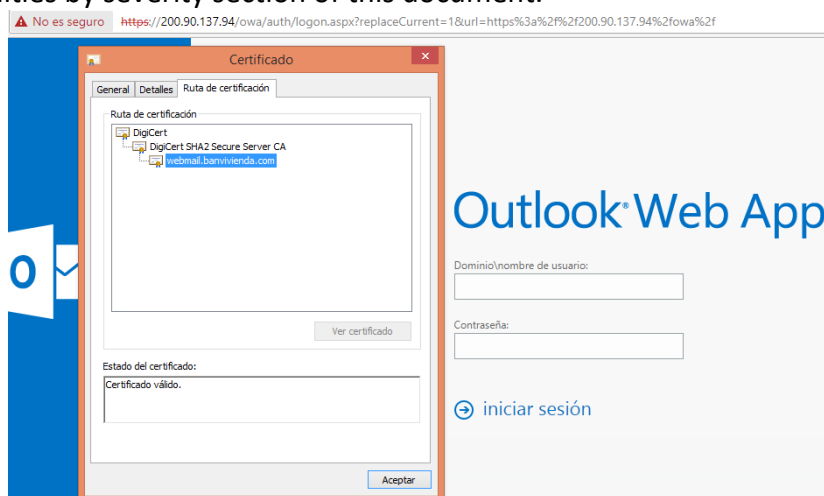 ities by severity section of this document.
No es seguro https://200.90.137.94/owa/auth/logon.aspx?replaceCurrent=1&url=https%3a%2f%2f200.90.137.94%2fowa%2f
Certificado
General Detalles Ruta de certificación
Ruta de certificación
DigiCert
DigiCert SHA2 Secure Server CA
webmail.banvivienda.com
Ver certificado
Estado del certificado:
Certificado válido.
Aceptar
Outlook® Web App
Dominio\nombre de usuario:
Contraseña:
iniciar sesión